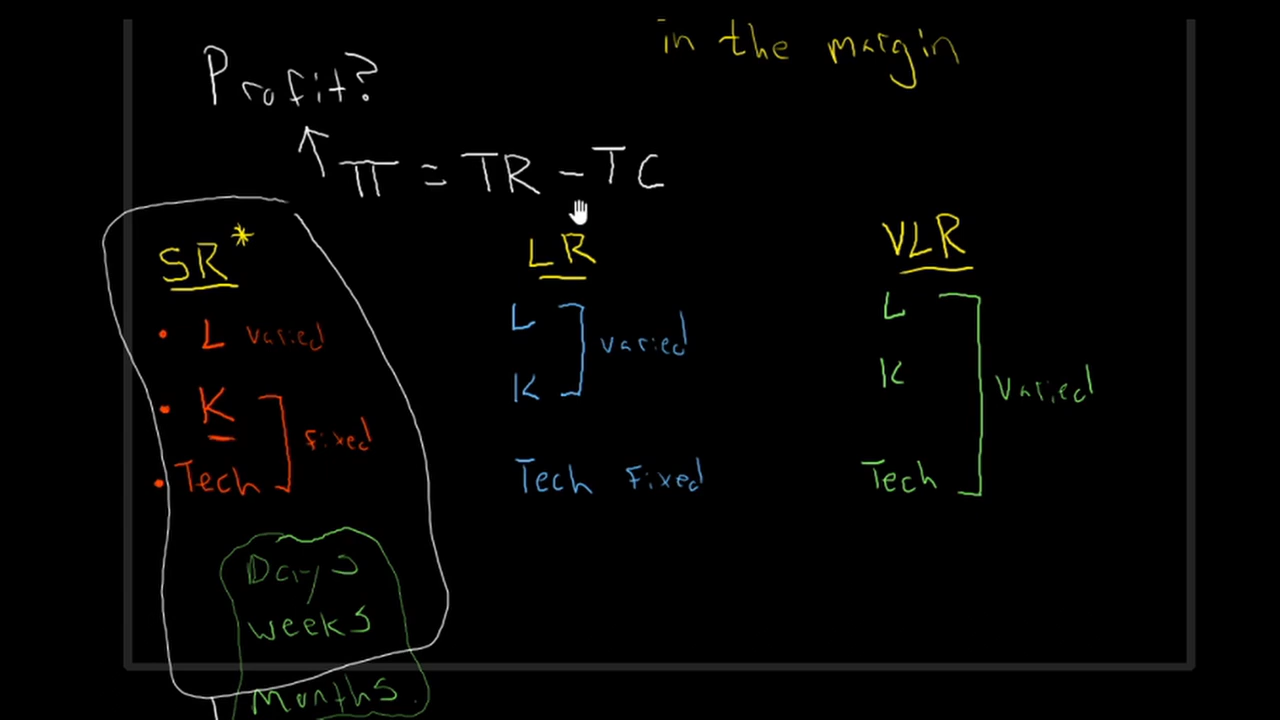 in the margin
Profit?
π = TR - TC
SR*
L varied
K
Tech
fixed
Days
weeks
Months.
LR
L
K
varied
Tech Fixed
VLR
L
K
Tech
Varied